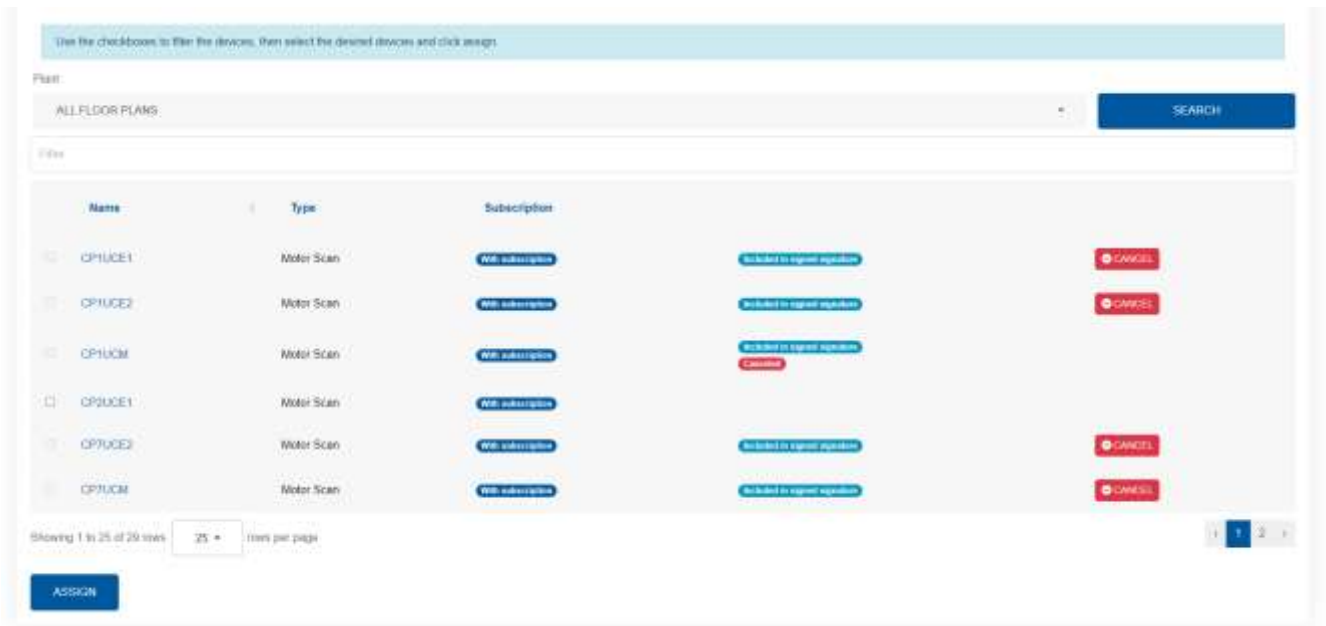 Use the checkboxes to filter the devices, then select the desired devices and click assign.
Plant
ALL FLOOR PLANS
SEARCH
Filter
Name Type Subscription
CP1UCE1 Motor Scan With subscription Included in signed signature CANCEL
CP1UCE2 Motor Scan With subscription Included in signed signature CANCEL
CP1UCM Motor Scan With subscription Included in signed signature
Cancelled
CP2UCE1 Motor Scan With subscription
CP7UCE2 Motor Scan With subscription Included in signed signature CANCEL
CP7UCM Motor Scan With subscription Included in signed signature CANCEL
Showing 1 to 25 of 29 rows 25 rows per page ‹ 1 2 ›
ASSIGN